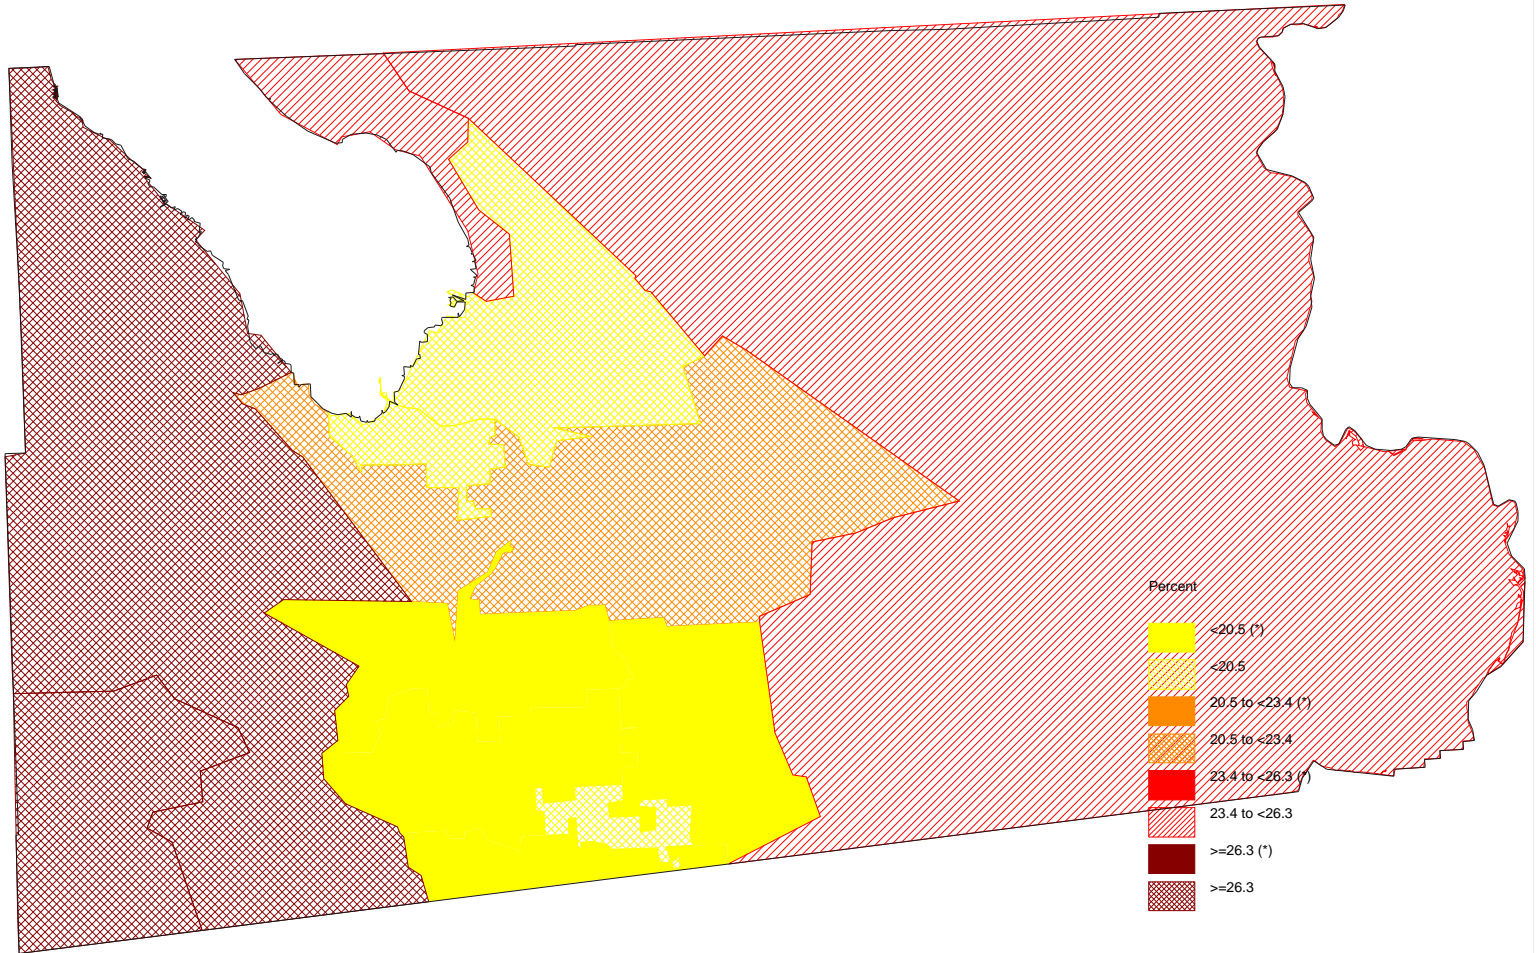 Percent
<20.5 (*)
<20.5
20.5 to <23.4 (*)
20.5 to <23.4
23.4 to <26.3 (*)
23.4 to <26.3
>=26.3 (*)
>=26.3